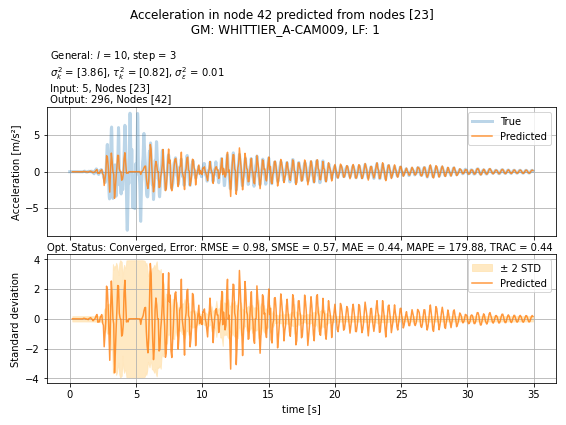 Acceleration in node 42 predicted from nodes [23]
GM: WHITTIER_A-CAM009, LF: 1
General: l = 10, step = 3
σ²ₖ = [3.86], τ²ₖ = [0.82], σ²ε = 0.01
Input: 5, Nodes [23]
Output: 296, Nodes [42]
Acceleration [m/s²]
5
0
−5
True
Predicted
Opt. Status: Converged, Error: RMSE = 0.98, SMSE = 0.57, MAE = 0.44, MAPE = 179.88, TRAC = 0.44
Standard deviation
4
2
0
−2
−4
± 2 STD
Predicted
0 5 10 15 20 25 30 35
time [s]